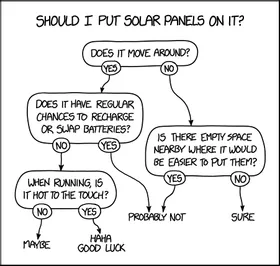 SHOULD I PUT SOLAR PANELS ON IT?
DOES IT MOVE AROUND?
YES
NO
DOES IT HAVE REGULAR
CHANCES TO RECHARGE
OR SWAP BATTERIES?
NO
YES
IS THERE EMPTY SPACE
NEARBY WHERE IT WOULD
BE EASIER TO PUT THEM?
YES
NO
WHEN RUNNING, IS
IT HOT TO THE TOUCH?
NO
YES
MAYBE
HAHA
GOOD LUCK
PROBABLY NOT
SURE